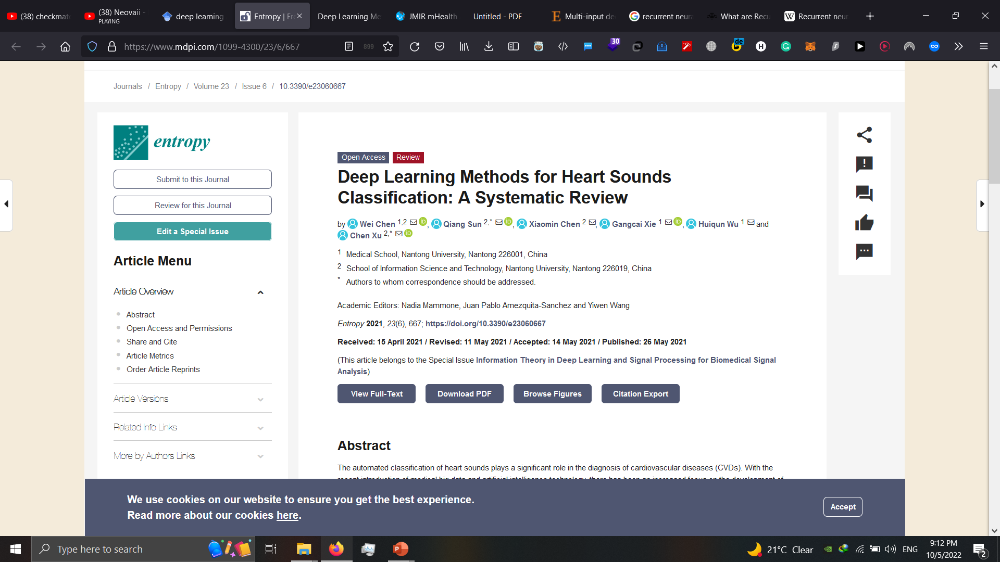 (38) checkmate
(38) Neovaii -
PLAYING
deep learning
Entropy | Fre
Deep Learning Me
JMIR mHealth
Untitled - PDF
Multi-input de
recurrent neura
What are Recu
Recurrent neur
https://www.mdpi.com/1099-4300/23/6/667
899
30
de
Journals / Entropy / Volume 23 / Issue 6 / 10.3390/e23060667
entropy
Submit to this Journal
Review for this Journal
Edit a Special Issue
Article Menu
Article Overview
Abstract
Open Access and Permissions
Share and Cite
Article Metrics
Order Article Reprints
Article Versions
Related Info Links
More by Authors Links
Open Access Review
Deep Learning Methods for Heart Sounds
Classification: A Systematic Review
by Wei Chen 1,2, Qiang Sun 2,*, Xiaomin Chen 2, Gangcai Xie 1, Huiqun Wu 1 and
Chen Xu 2,*
1 Medical School, Nantong University, Nantong 226001, China
2 School of Information Science and Technology, Nantong University, Nantong 226019, China
* Authors to whom correspondence should be addressed.
Academic Editors: Nadia Mammone, Juan Pablo Amezquita-Sanchez and Yiwen Wang
Entropy 2021, 23(6), 667; https://doi.org/10.3390/e23060667
Received: 15 April 2021 / Revised: 11 May 2021 / Accepted: 14 May 2021 / Published: 26 May 2021
(This article belongs to the Special Issue Information Theory in Deep Learning and Signal Processing for Biomedical Signal
Analysis)
View Full-Text
Download PDF
Browse Figures
Citation Export
Abstract
The automated classification of heart sounds plays a significant role in the diagnosis of cardiovascular diseases (CVDs). With the
We use cookies on our website to ensure you get the best experience.
Read more about our cookies here.
Accept
Type here to search
21°C Clear
ENG
9:12 PM
10/5/2022
2